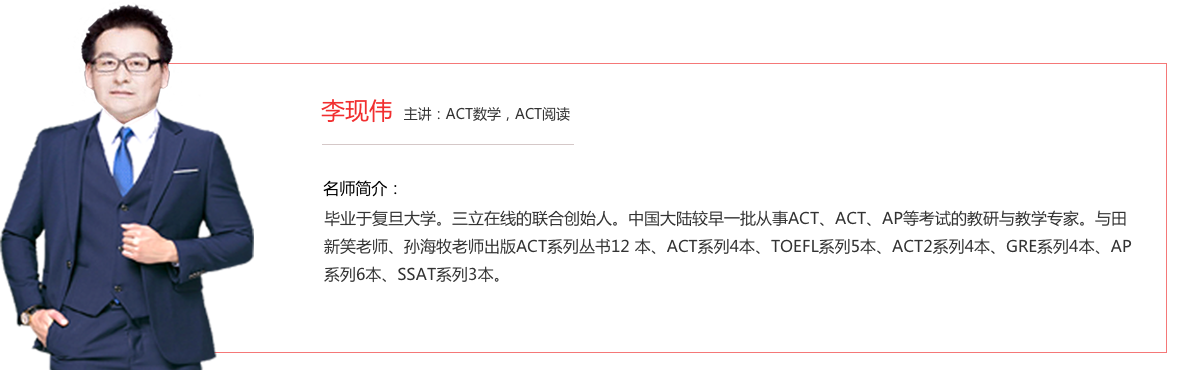 李现伟 主讲：ACT数学，ACT阅读
名师简介：
毕业于复旦大学。三立在线的联合创始人。中国大陆较早一批从事ACT、ACT、AP等考试的教研与教学专家。与田
新笑老师、孙海牧老师出版ACT系列丛书12 本、ACT系列4本、TOEFL系列5本、ACT2系列4本、GRE系列4本、AP
系列6本、SSAT系列3本。